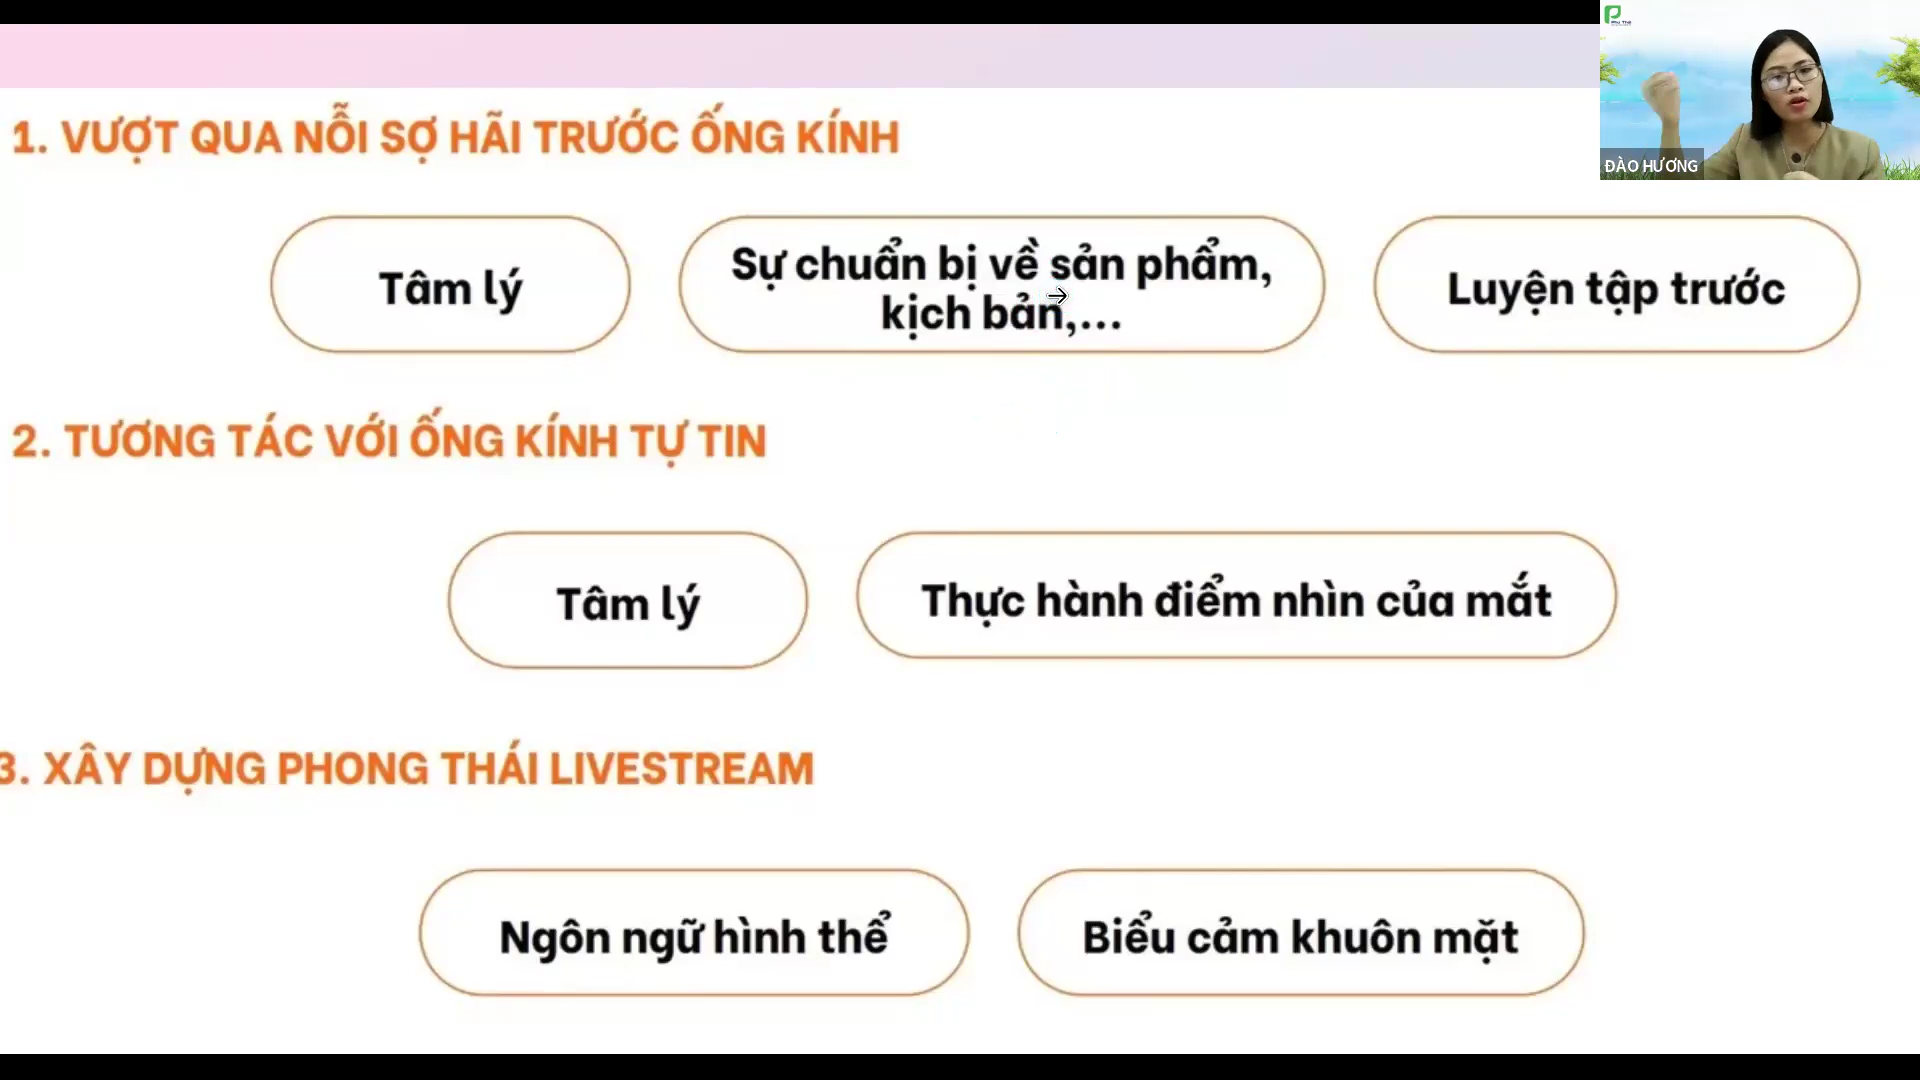 1. VƯỢT QUA NỖI SỢ HÃI TRƯỚC ỐNG KÍNH
Tâm lý
Sự chuẩn bị về sản phẩm,
kịch bản,...
Luyện tập trước
2. TƯƠNG TÁC VỚI ỐNG KÍNH TỰ TIN
Tâm lý
Thực hành điểm nhìn của mắt
3. XÂY DỰNG PHONG THÁI LIVESTREAM
Ngôn ngữ hình thể
Biểu cảm khuôn mặt
ĐÀO HƯƠNG